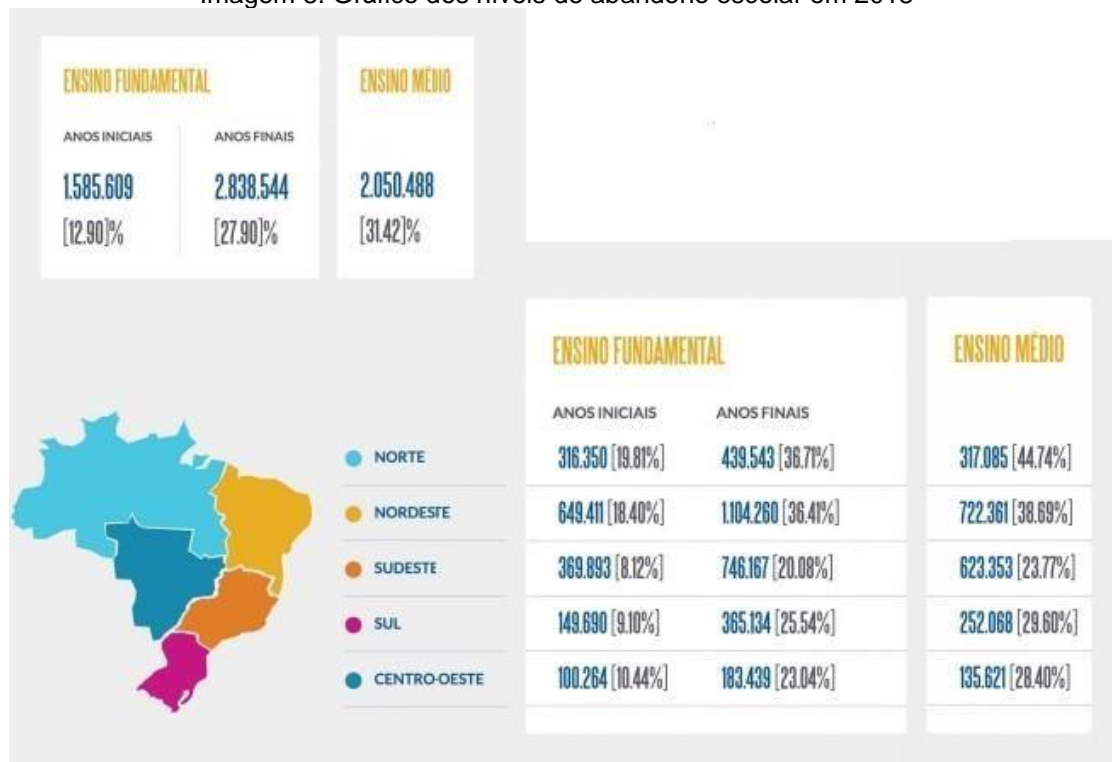 ENSINO FUNDAMENTAL
ANOS INICIAIS ANOS FINAIS
1.585.609 2.838.544
[12.90]% [27.90]%
ENSINO MÉDIO
2.050.488
[31.42]%
ENSINO FUNDAMENTAL ENSINO MÉDIO
ANOS INICIAIS ANOS FINAIS
NORTE 316.350 [19.81%] 439.543 [36.71%] 317.085 [44.74%]
NORDESTE 649.411 [18.40%] 1.104.260 [36.41%] 722.361 [38.69%]
SUDESTE 369.893 [8.12%] 746.167 [20.08%] 623.353 [23.77%]
SUL 149.690 [9.10%] 365.134 [25.54%] 252.068 [29.60%]
CENTRO-OESTE 100.264 [10.44%] 183.439 [23.04%] 135.621 [28.40%]